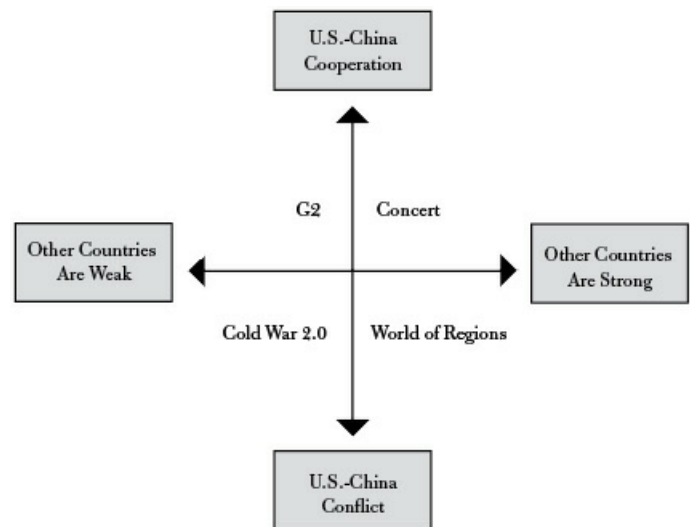 U.S.-China
Cooperation
G2
Concert
Other Countries
Are Weak
Other Countries
Are Strong
Cold War 2.0
World of Regions
U.S.-China
Conflict